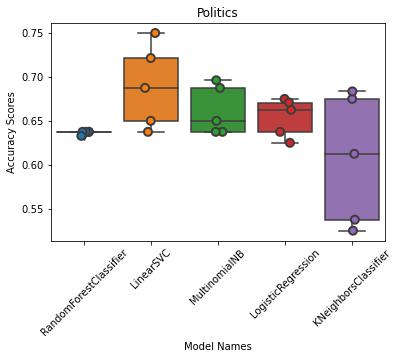 Politics
Accuracy Scores
0.75
0.70
0.65
0.60
0.55
RandomForestClassifier
LinearSVC
MultinomialNB
LogisticRegression
KNeighborsClassifier
Model Names